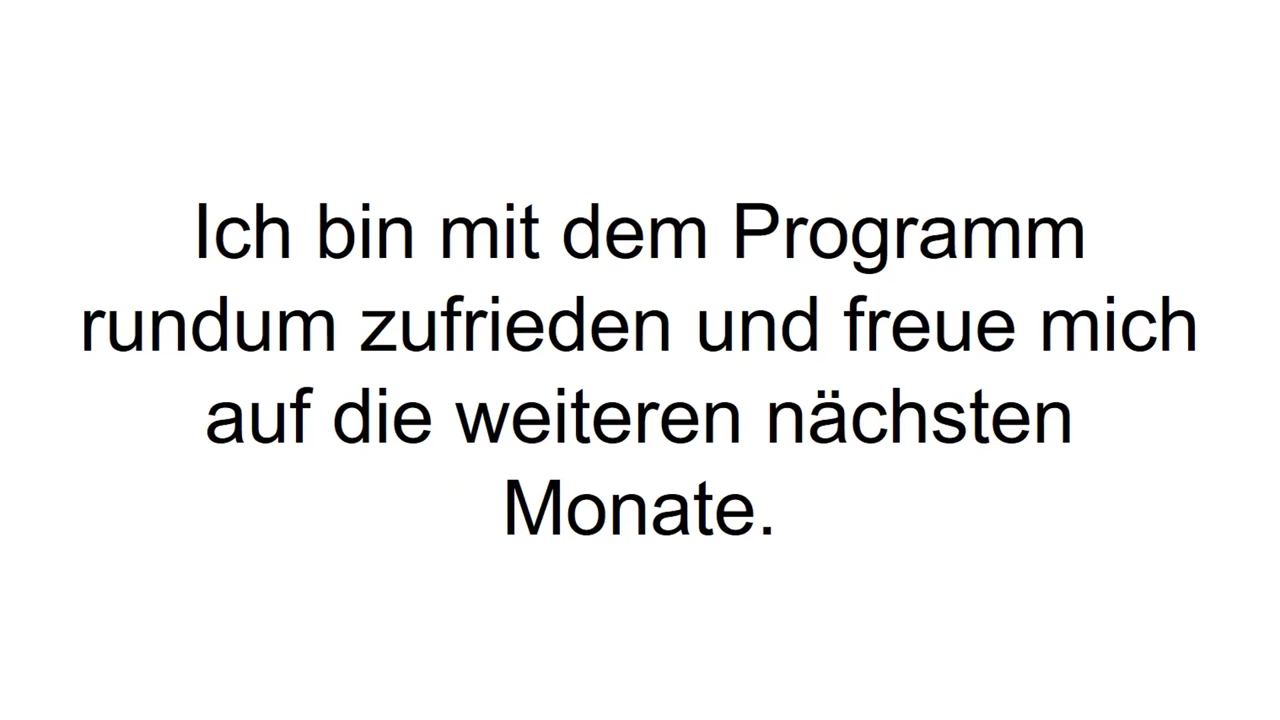 Ich bin mit dem Programm
rundum zufrieden und freue mich
auf die weiteren nächsten
Monate.